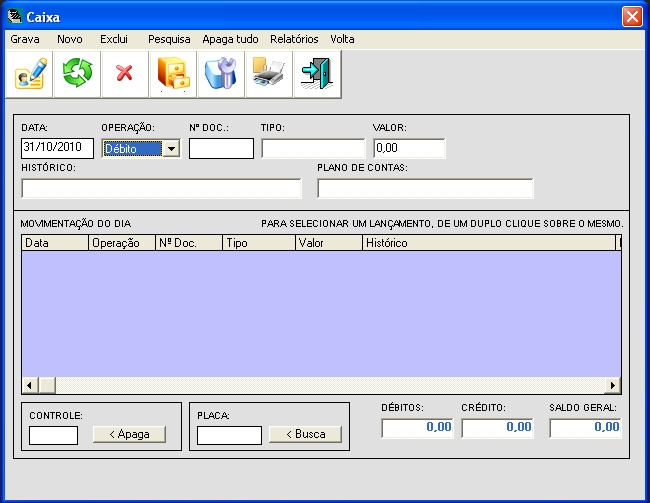 Caixa
Grava Novo Exclui Pesquisa Apaga tudo Relatórios Volta
DATA: OPERAÇÃO: Nº DOC.: TIPO: VALOR:
31/10/2010 Débito 0,00
HISTÓRICO: PLANO DE CONTAS:
MOVIMENTAÇÃO DO DIA PARA SELECIONAR UM LANÇAMENTO, DE UM DUPLO CLIQUE SOBRE O MESMO.
Data Operação Nº Doc. Tipo Valor Histórico
CONTROLE: PLACA: DÉBITOS: CRÉDITO: SALDO GERAL:
< Apaga < Busca 0,00 0,00 0,00